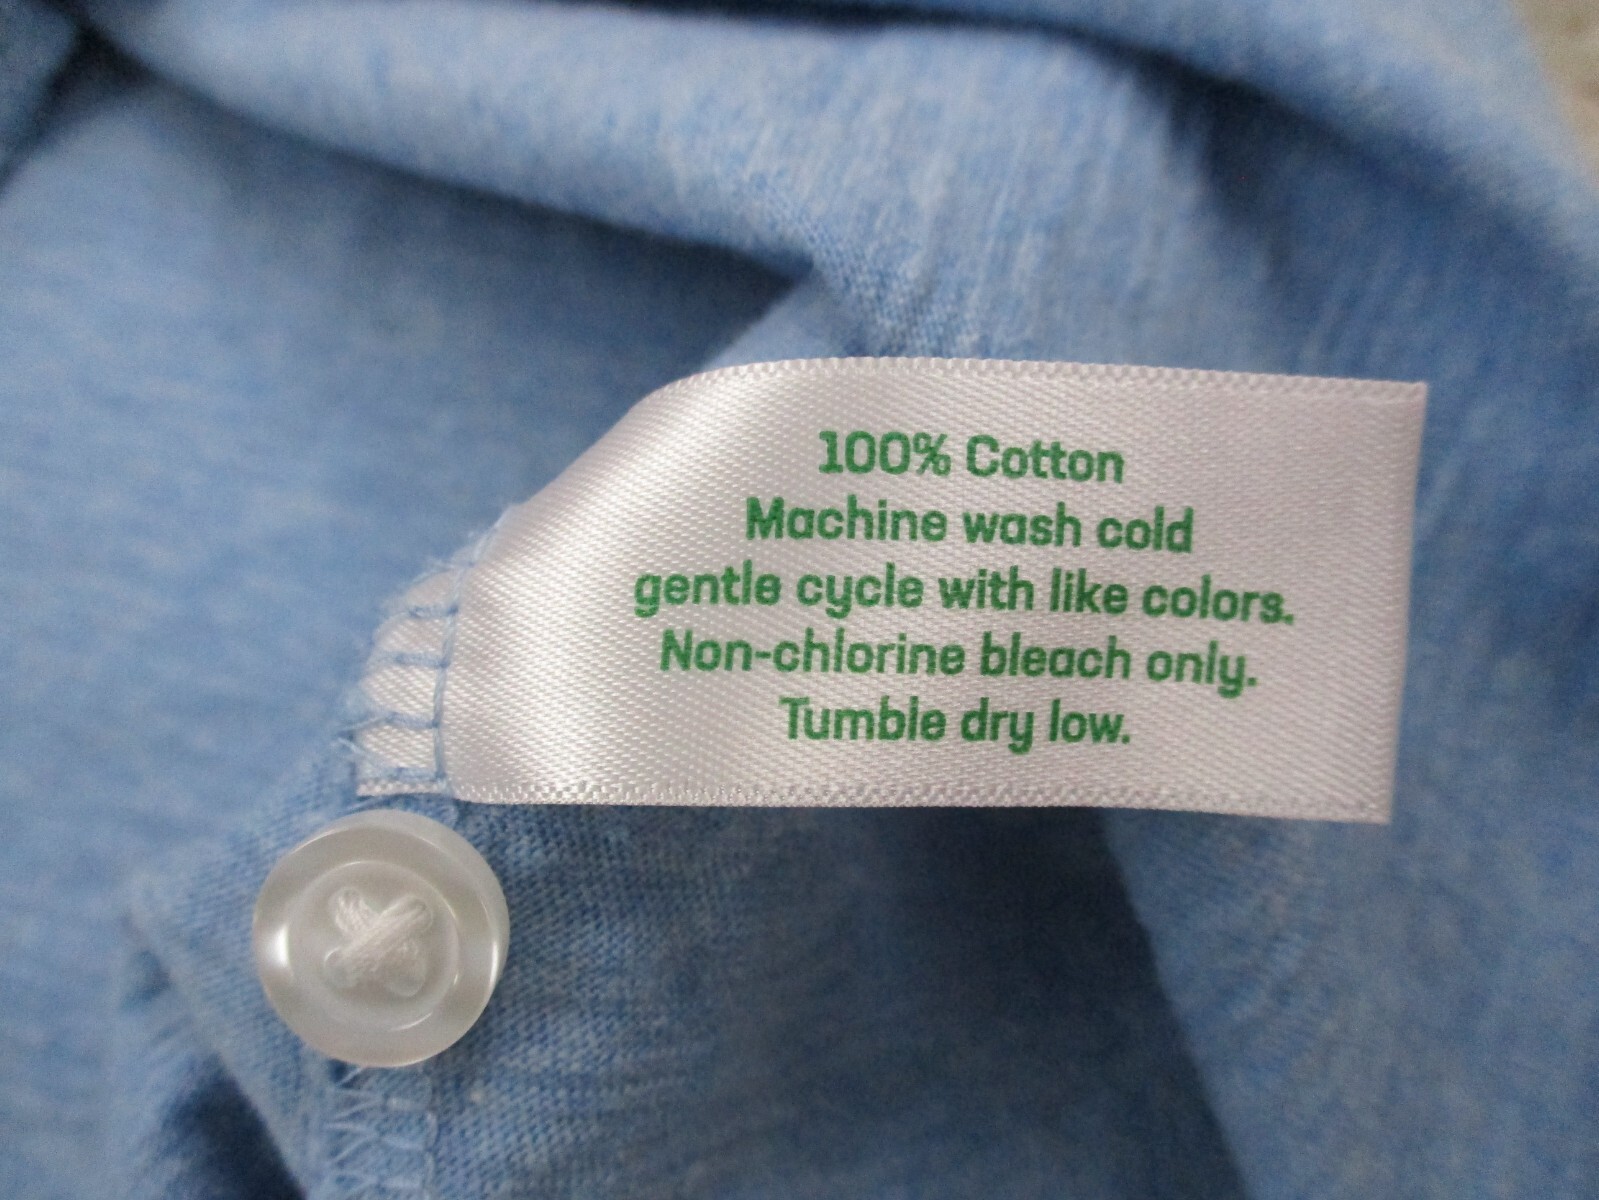 100% Cotton
Machine wash cold
gentle cycle with like colors.
Non-chlorine bleach only.
Tumble dry low.